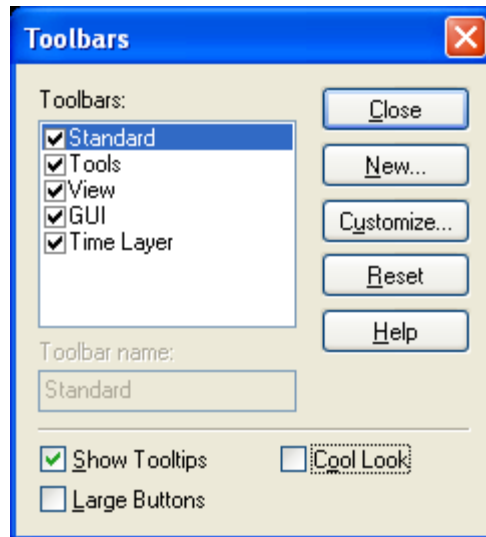 Toolbars
Toolbars:
Standard
Tools
View
GUI
Time Layer
Close
New...
Customize...
Reset
Help
Toolbar name:
Standard
Show Tooltips
Cool Look
Large Buttons